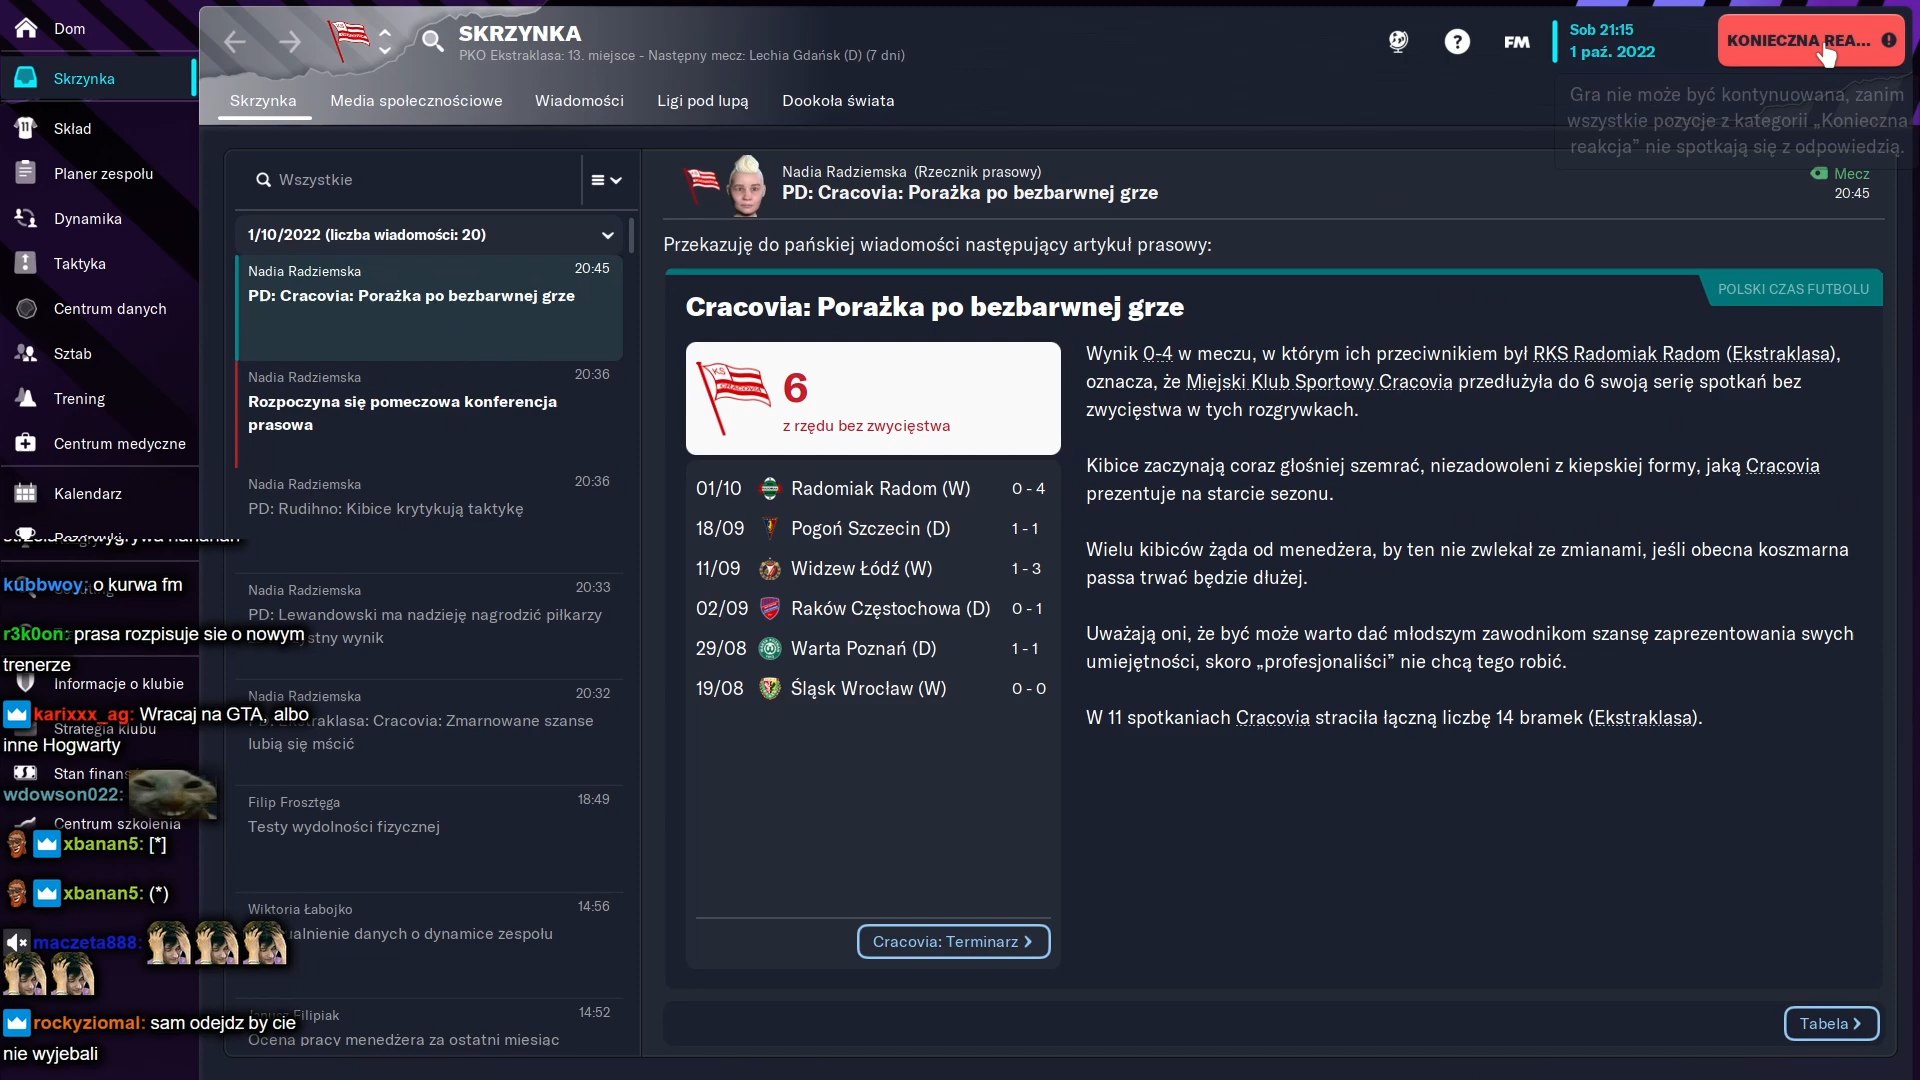 Dom
Skrzynka
Skład
Planer zespołu
Dynamika
Taktyka
Centrum danych
Sztab
Trening
Centrum medyczne
Kalendarz
kubbwoy: o kurwa fm
r3k0on: prasa rozpisuje sie o nowym
trenerze
Informacje o klubie
karixxx_ag: Wracaj na GTA, albo
Strategia klubu
inne Hogwarty
Stan finans
wdowson022:
Centrum szkolenia
xbanan5: [*]
xbanan5: (*)
maczeta888:
rockyziomal: sam odejdz by cie
nie wyjebali
SKRZYNKA
PKO Ekstraklasa: 13. miejsce - Następny mecz: Lechia Gdańsk (D) (7 dni)
FM
Sob 21:15
1 paź. 2022
KONIECZNA REA...
Gra nie może być kontynuowana, zanim
wszystkie pozycje z kategorii „Konieczna
reakcja” nie spotkają się z odpowiedzią.
Skrzynka
Media społecznościowe
Wiadomości
Ligi pod lupą
Dookoła świata
Wszystkie
1/10/2022 (liczba wiadomości: 20)
Nadia Radziemska 20:45
PD: Cracovia: Porażka po bezbarwnej grze
Nadia Radziemska 20:36
Rozpoczyna się pomeczowa konferencja
prasowa
Nadia Radziemska 20:36
PD: Rudihno: Kibice krytykują taktykę
Nadia Radziemska 20:33
PD: Lewandowski ma nadzieję nagrodzić piłkarzy
stny wynik
Nadia Radziemska 20:32
PD: Ekstraklasa: Cracovia: Zmarnowane szanse
lubią się mścić
Filip Frosztęga 18:49
Testy wydolności fizycznej
Wiktoria Łabojko 14:56
ualnienie danych o dynamice zespołu
Janusz Filipiak 14:52
Ocena pracy menedżera za ostatni miesiąc
Nadia Radziemska (Rzecznik prasowy)
PD: Cracovia: Porażka po bezbarwnej grze
Mecz
20:45
Przekazuję do pańskiej wiadomości następujący artykuł prasowy:
POLSKI CZAS FUTBOLU
Cracovia: Porażka po bezbarwnej grze
6
z rzędu bez zwycięstwa
01/10 Radomiak Radom (W) 0 - 4
18/09 Pogoń Szczecin (D) 1 - 1
11/09 Widzew Łódź (W) 1 - 3
02/09 Raków Częstochowa (D) 0 - 1
29/08 Warta Poznań (D) 1 - 1
19/08 Śląsk Wrocław (W) 0 - 0
Cracovia: Terminarz
Wynik 0-4 w meczu, w którym ich przeciwnikiem był RKS Radomiak Radom (Ekstraklasa),
oznacza, że Miejski Klub Sportowy Cracovia przedłużyła do 6 swoją serię spotkań bez
zwycięstwa w tych rozgrywkach.
Kibice zaczynają coraz głośniej szemrać, niezadowoleni z kiepskiej formy, jaką Cracovia
prezentuje na starcie sezonu.
Wielu kibiców żąda od menedżera, by ten nie zwlekał ze zmianami, jeśli obecna koszmarna
passa trwać będzie dłużej.
Uważają oni, że być może warto dać młodszym zawodnikom szansę zaprezentowania swych
umiejętności, skoro „profesjonaliści” nie chcą tego robić.
W 11 spotkaniach Cracovia straciła łączną liczbę 14 bramek (Ekstraklasa).
Tabela